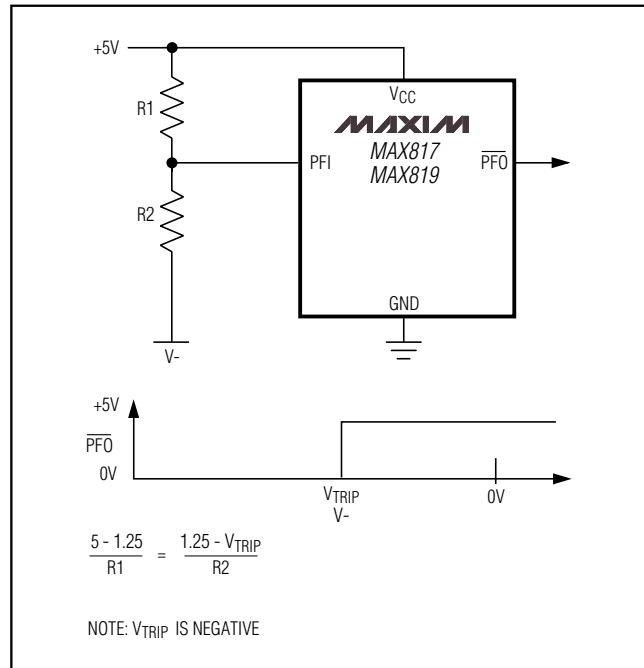 +5V
R1
VCC
MAXIM
MAX817
MAX819
PFI
PFO
R2
GND
V-
+5V
PFO
0V
VTRIP
V-
0V
5 - 1.25 / R1 = 1.25 - VTRIP / R2
NOTE: VTRIP IS NEGATIVE